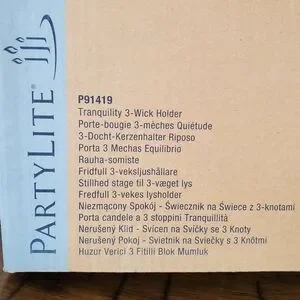 PARTYLITE®
P91419
Tranquility 3-Wick Holder
Porte-bougie 3-mèches Quiétude
3-Docht-Kerzenhalter Riposo
Porta 3 Mechas Equilibrio
Rauha-somiste
Fridfull 3-veksljushållare
Stillhed stage til 3-væget lys
Fredfull 3-vekes lysholder
Niezmącony Spokój - Świecznik na Świece z 3-knotami
Porta candele a 3 stoppini Tranquillità
Nerušený Klid - Svícen na Svíčky se 3 Knoty
Nerušený Pokoj - Svietnik na Sviečky s 3 Knôtmi
Huzur Verici 3 Fitilli Blok Mumluk